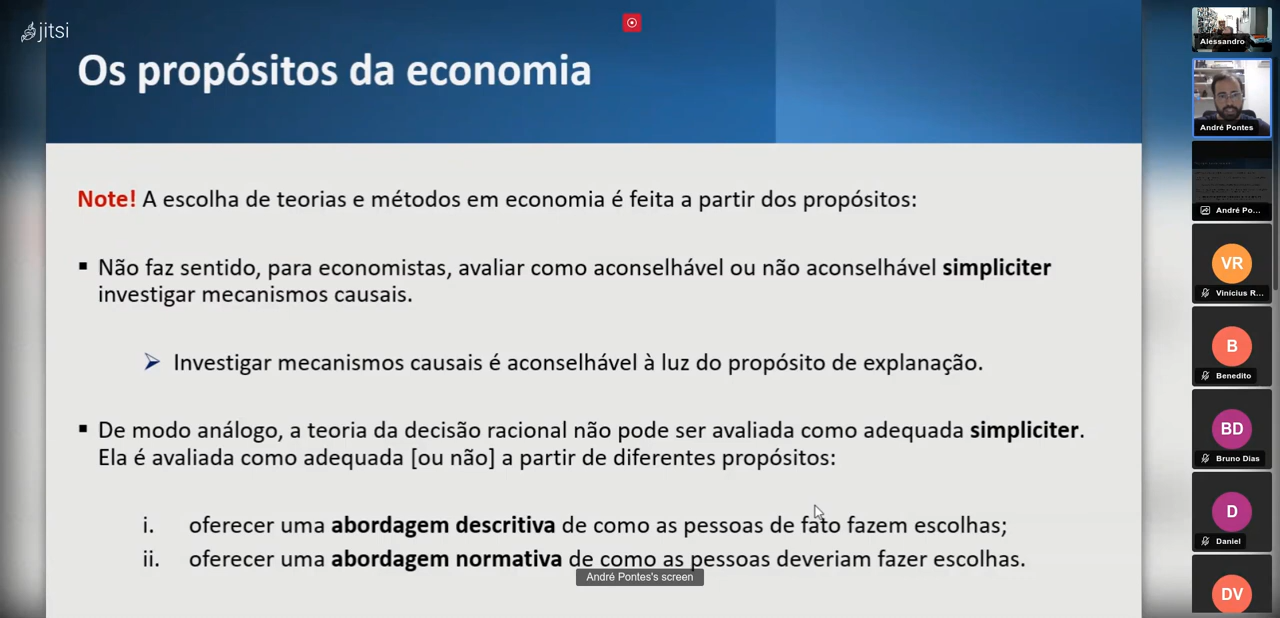 jitsi
Os propósitos da economia
Note! A escolha de teorias e métodos em economia é feita a partir dos propósitos:
▪ Não faz sentido, para economistas, avaliar como aconselhável ou não aconselhável simpliciter
investigar mecanismos causais.
➢ Investigar mecanismos causais é aconselhável à luz do propósito de explanação.
▪ De modo análogo, a teoria da decisão racional não pode ser avaliada como adequada simpliciter.
Ela é avaliada como adequada [ou não] a partir de diferentes propósitos:
i. oferecer uma abordagem descritiva de como as pessoas de fato fazem escolhas;
ii. oferecer uma abordagem normativa de como as pessoas deveriam fazer escolhas.
André Pontes's screen
Alessandro
André Pontes
André Po...
VR
Vinícius R...
B
Benedito
BD
Bruno Dias
D
Daniel
DV